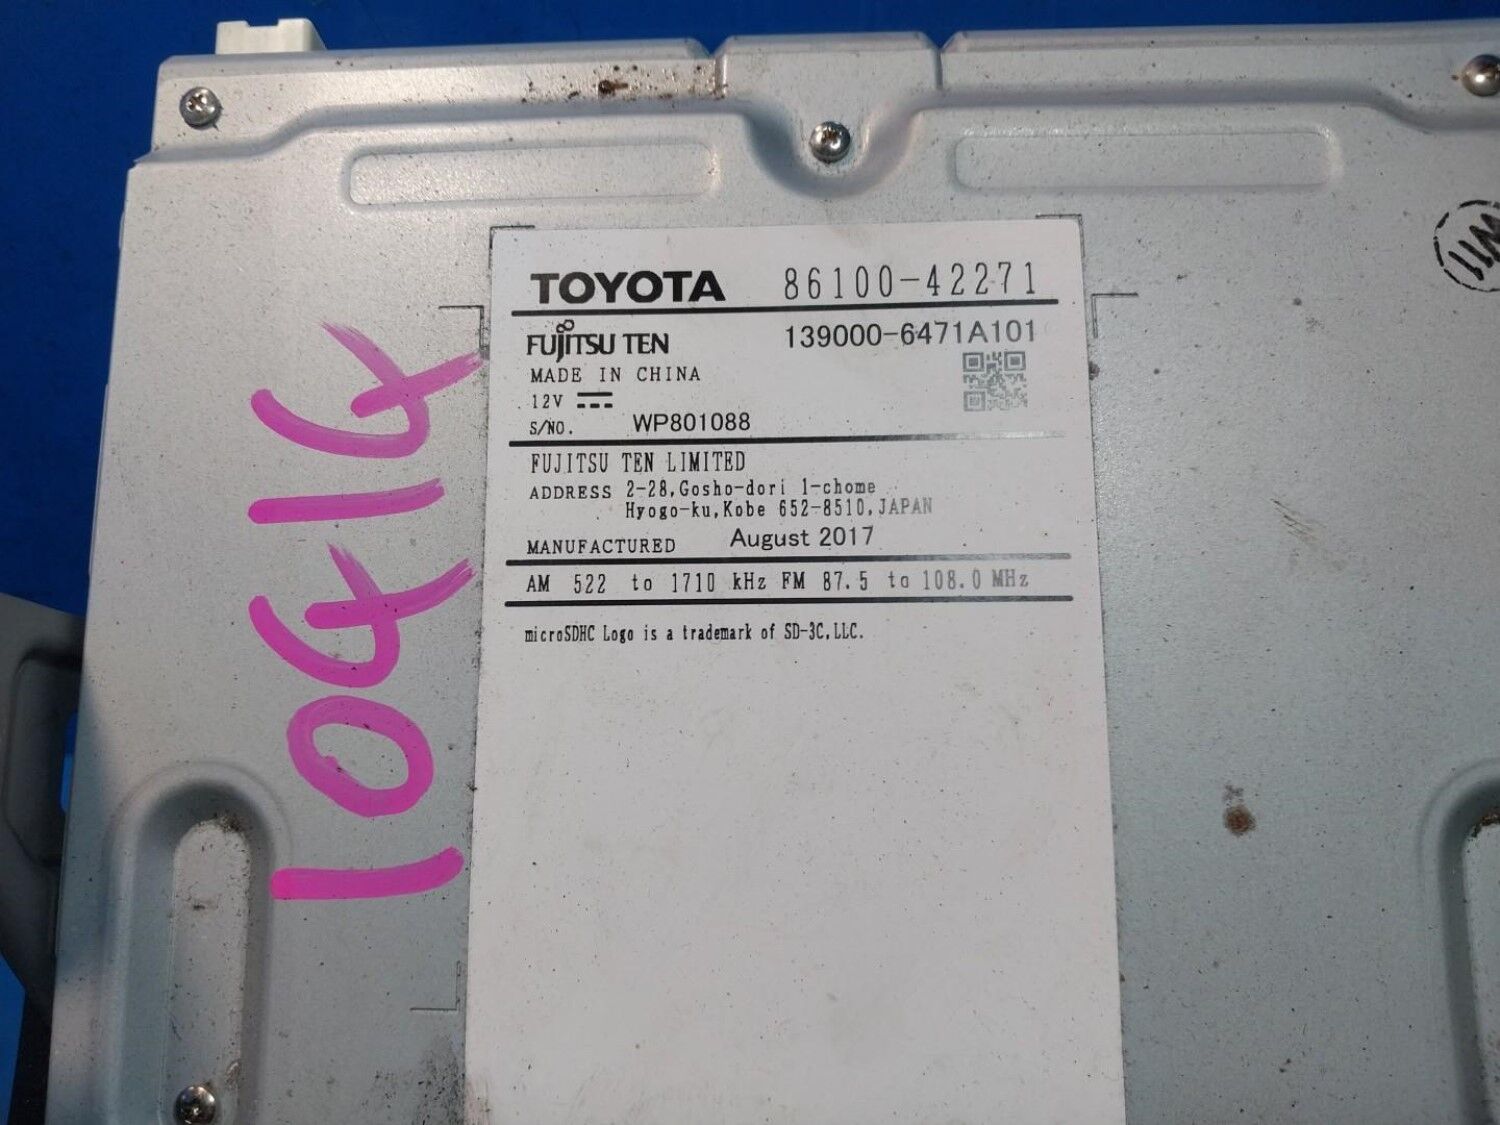 TOYOTA 86100-42271
FUJITSU TEN 139000-6471A101
MADE IN CHINA
12V
S/NO. WP801088
FUJITSU TEN LIMITED
ADDRESS 2-28,Gosho-dori 1-chome
Hyogo-ku,Kobe 652-8510,JAPAN
MANUFACTURED August 2017
AM 522 to 1710 kHz FM 87.5 to 108.0 MHz
microSDHC Logo is a trademark of SD-3C,LLC.